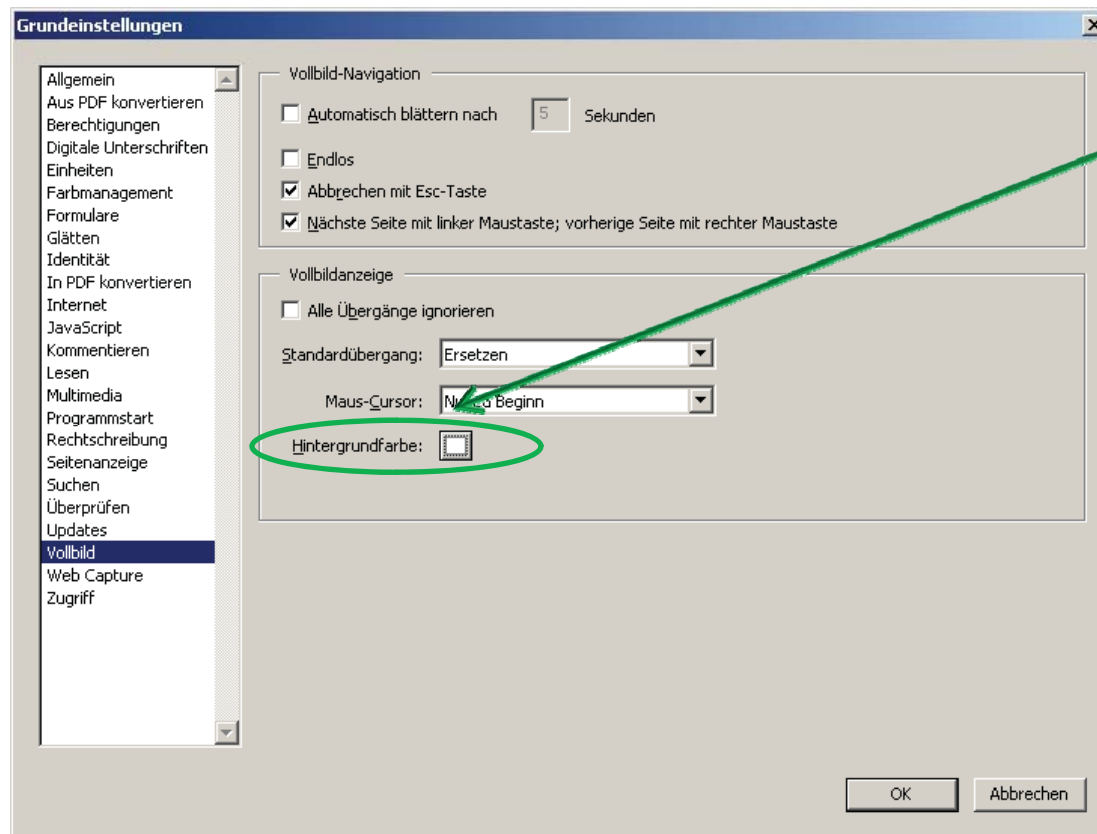 Grundeinstellungen
Allgemein
Aus PDF konvertieren
Berechtigungen
Digitale Unterschriften
Einheiten
Farbmanagement
Formulare
Glätten
Identität
In PDF konvertieren
Internet
JavaScript
Kommentieren
Lesen
Multimedia
Programmstart
Rechtschreibung
Seitenanzeige
Suchen
Überprüfen
Updates
Vollbild
Web Capture
Zugriff
Vollbild-Navigation
Automatisch blättern nach 5 Sekunden
Endlos
Abbrechen mit Esc-Taste
Nächste Seite mit linker Maustaste; vorherige Seite mit rechter Maustaste
Vollbildanzeige
Alle Übergänge ignorieren
Standardübergang: Ersetzen
Maus-Cursor: Beginn
Hintergrundfarbe:
OK Abbrechen